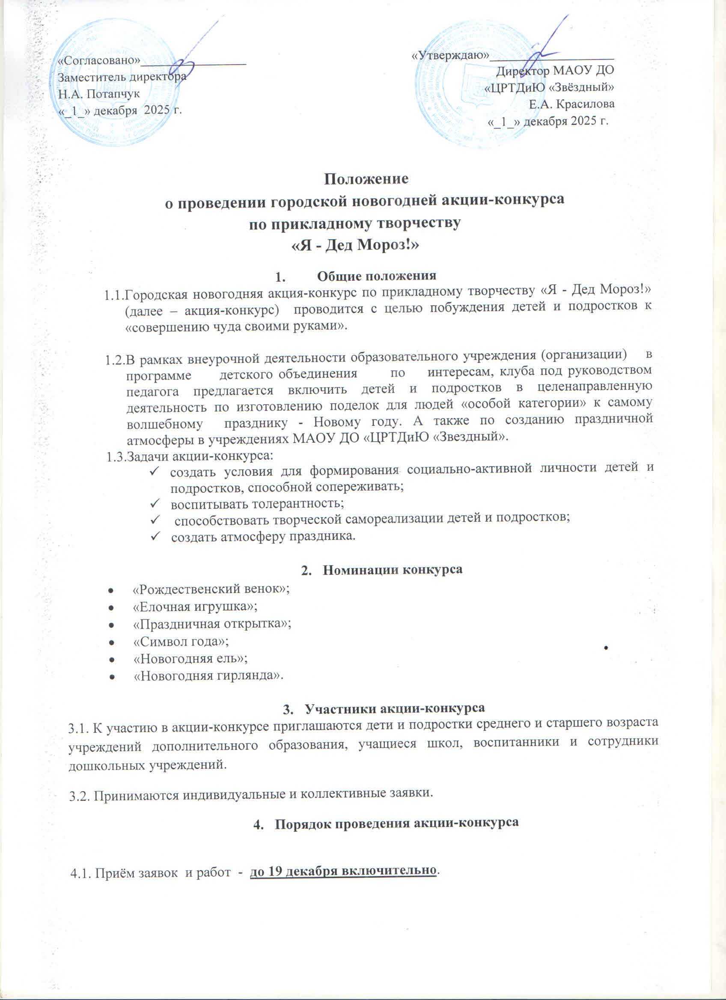 «Согласовано»_________________
Заместитель директора
Н.А. Потапчук
«_1_» декабря 2025 г.
«Утверждаю»____________________
Директор МАОУ ДО
«ЦРТДиЮ «Звёздный»
Е.А. Красилова
«_1_» декабря 2025 г.
Положение
о проведении городской новогодней акции-конкурса
по прикладному творчеству
«Я - Дед Мороз!»
1. Общие положения
1.1.Городская новогодняя акция-конкурс по прикладному творчеству «Я - Дед Мороз!»
(далее – акция-конкурс) проводится с целью побуждения детей и подростков к
«совершению чуда своими руками».
1.2.В рамках внеурочной деятельности образовательного учреждения (организации) в
программе детского объединения по интересам, клуба под руководством
педагога предлагается включить детей и подростков в целенаправленную
деятельность по изготовлению поделок для людей «особой категории» к самому
волшебному празднику - Новому году. А также по созданию праздничной
атмосферы в учреждениях МАОУ ДО «ЦРТДиЮ «Звездный».
1.3.Задачи акции-конкурса:
✓ создать условия для формирования социально-активной личности детей и
подростков, способной сопереживать;
✓ воспитывать толерантность;
✓ способствовать творческой самореализации детей и подростков;
✓ создать атмосферу праздника.
2. Номинации конкурса
• «Рождественский венок»;
• «Елочная игрушка»;
• «Праздничная открытка»;
• «Символ года»;
• «Новогодняя ель»;
• «Новогодняя гирлянда».
3. Участники акции-конкурса
3.1. К участию в акции-конкурсе приглашаются дети и подростки среднего и старшего возраста
учреждений дополнительного образования, учащиеся школ, воспитанники и сотрудники
дошкольных учреждений.
3.2. Принимаются индивидуальные и коллективные заявки.
4. Порядок проведения акции-конкурса
4.1. Приём заявок и работ - до 19 декабря включительно.